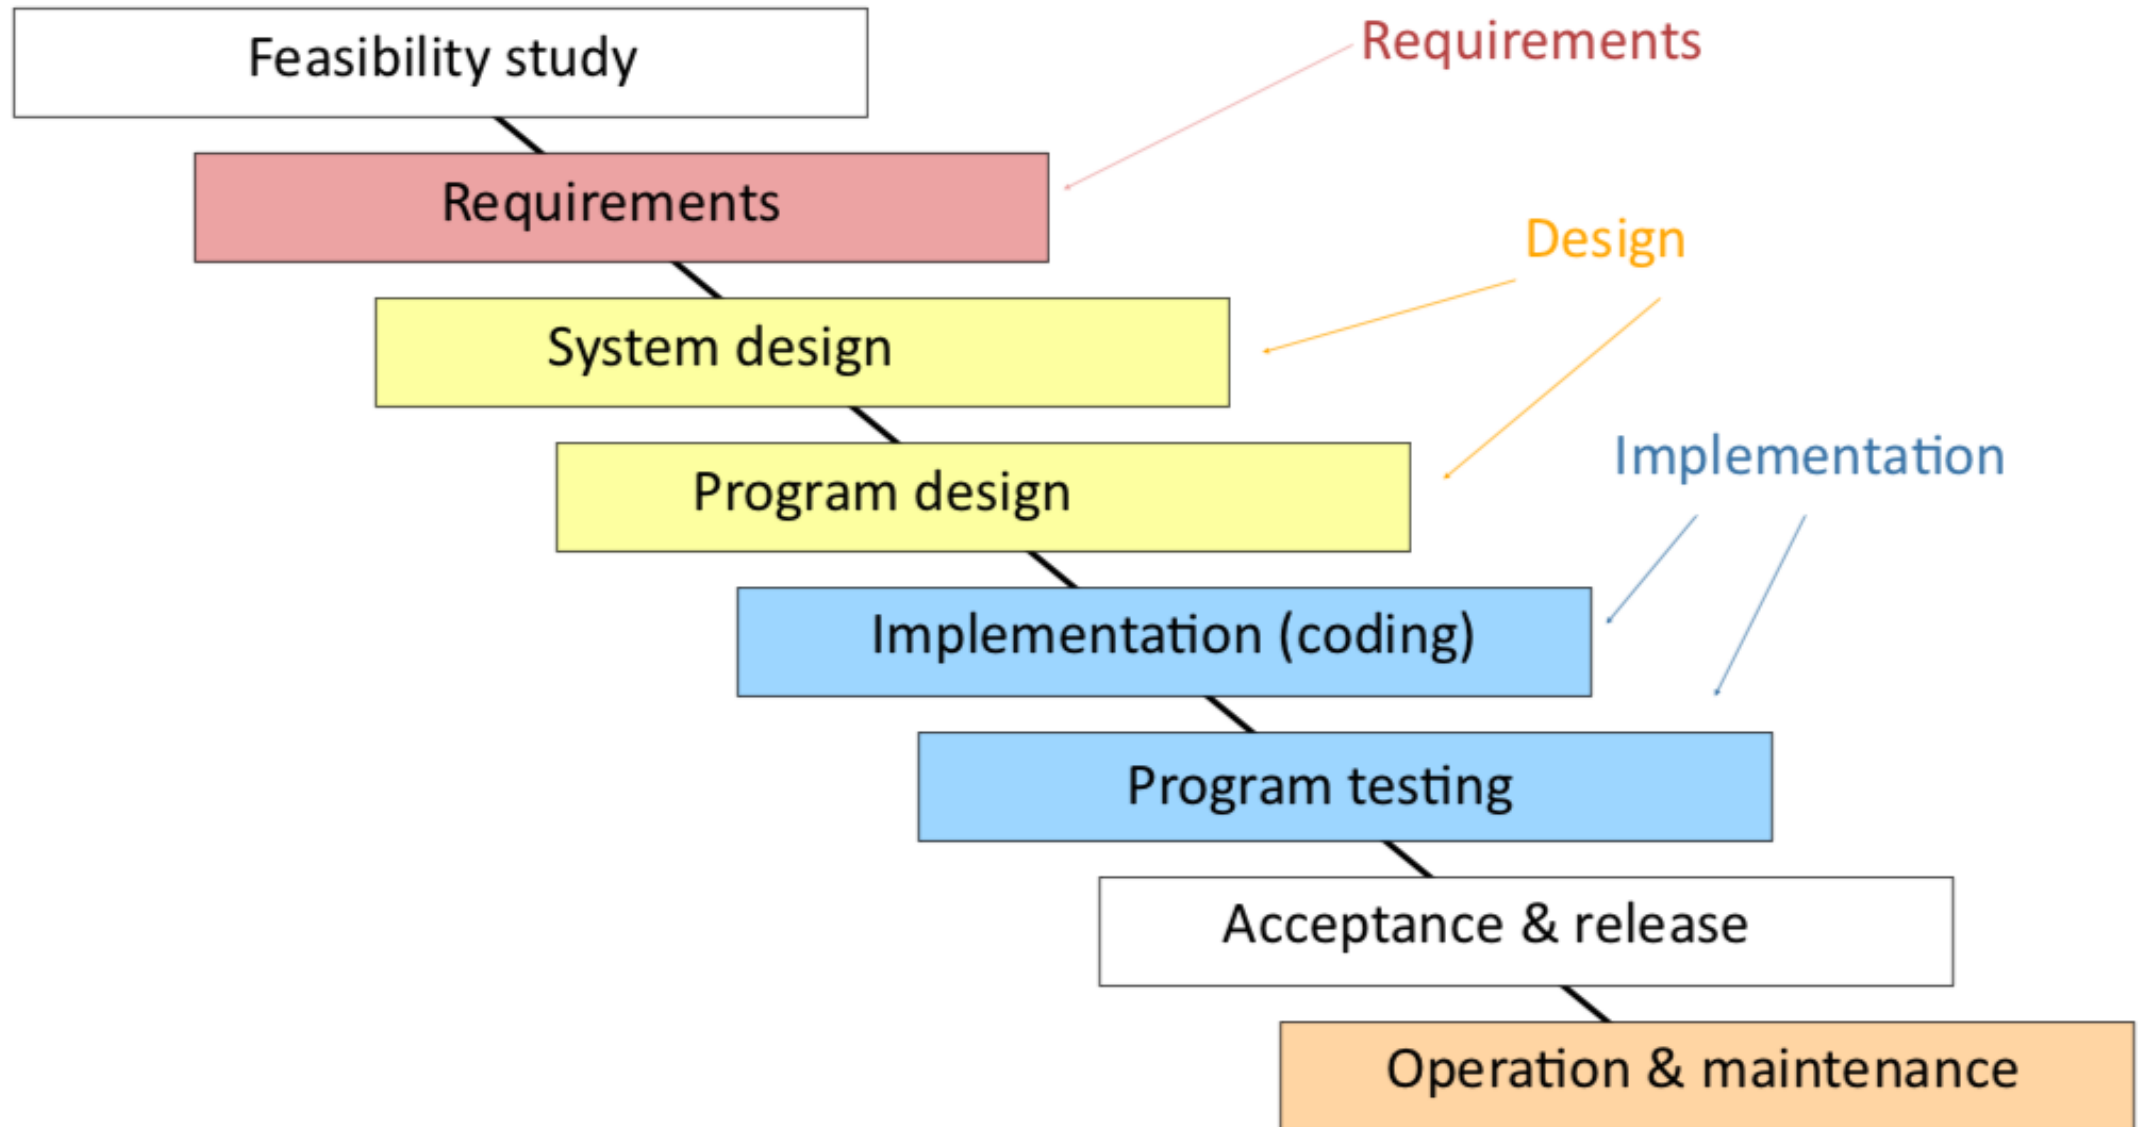 Feasibility study
Requirements
Requirements
Design
System design
Implementation
Program design
Implementation (coding)
Program testing
Acceptance & release
Operation & maintenance